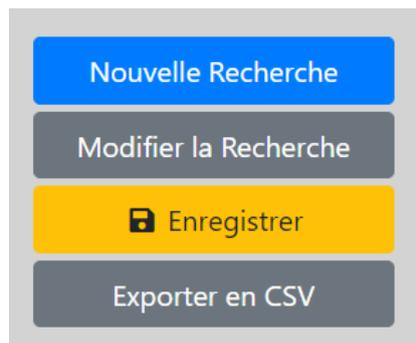 Nouvelle Recherche
Modifier la Recherche
Enregistrer
Exporter en CSV